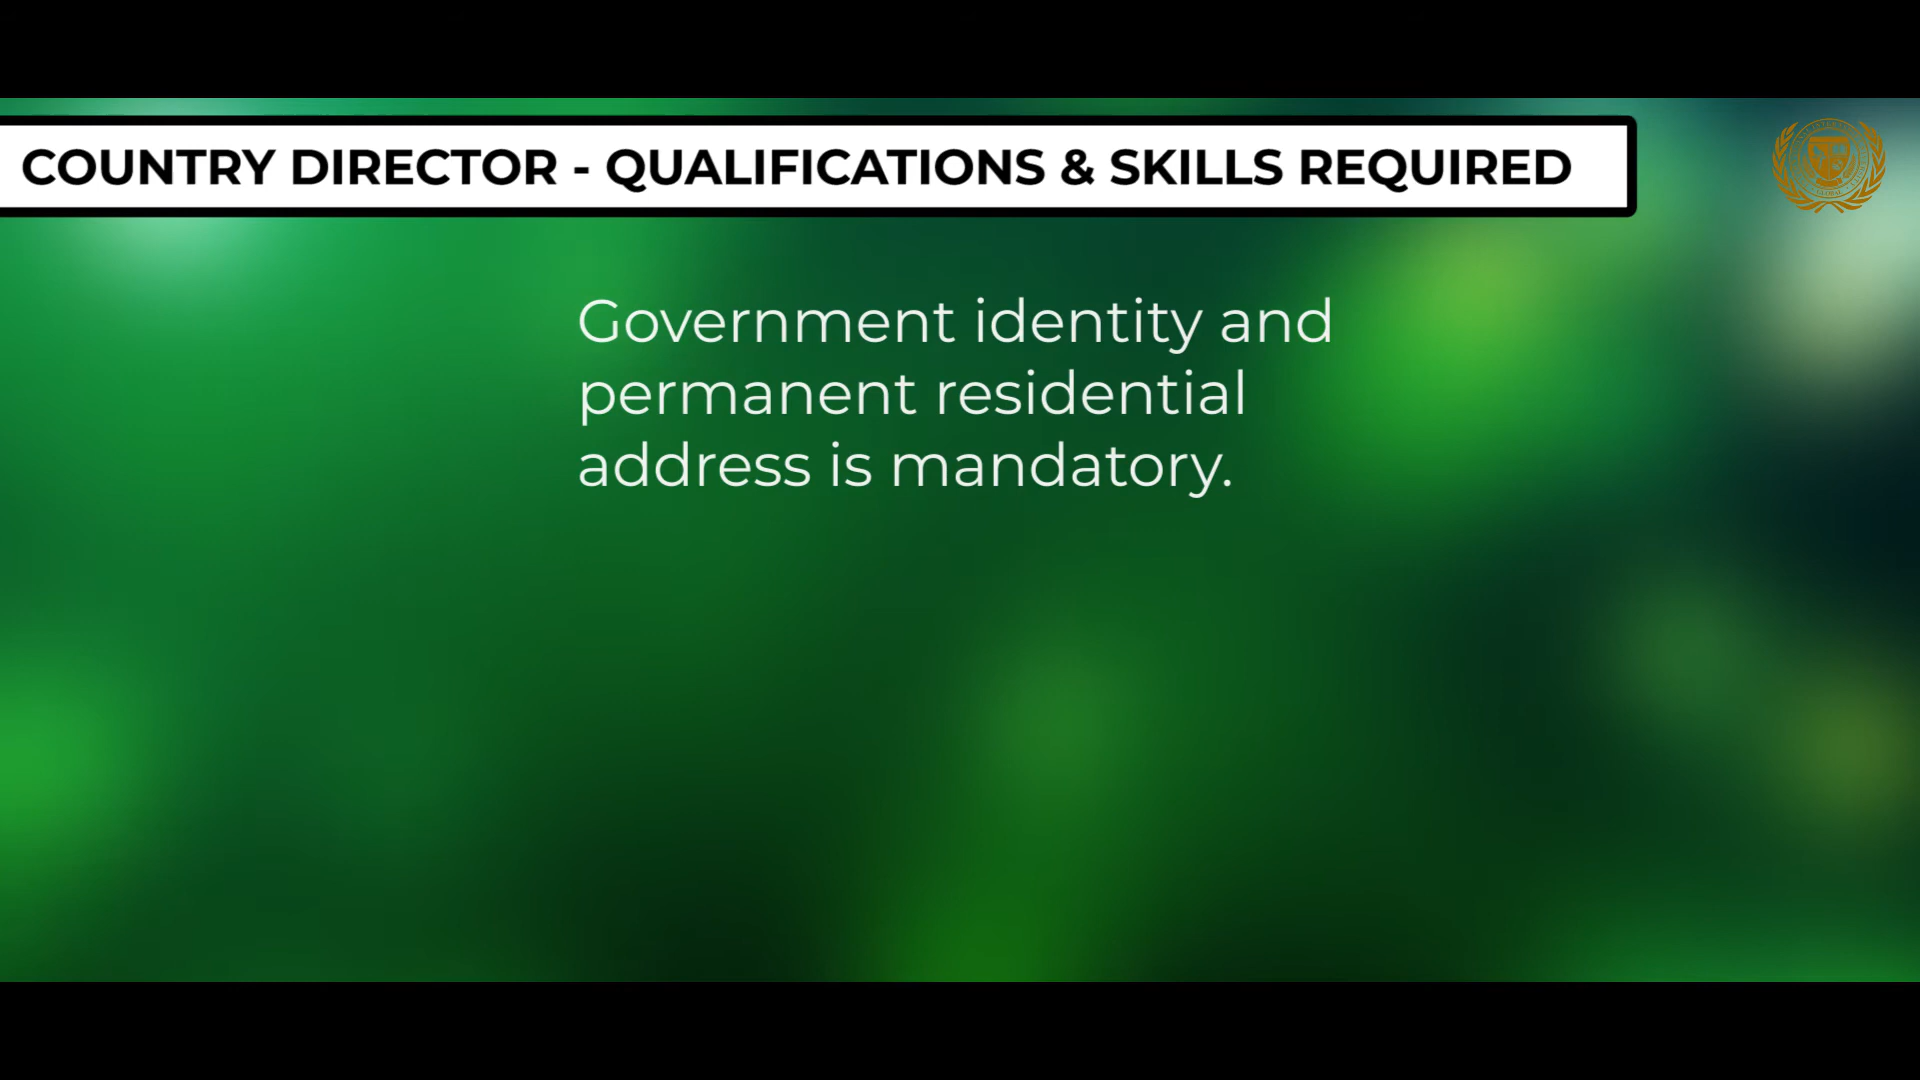 COUNTRY DIRECTOR - QUALIFICATIONS & SKILLS REQUIRED
Government identity and
permanent residential
address is mandatory.